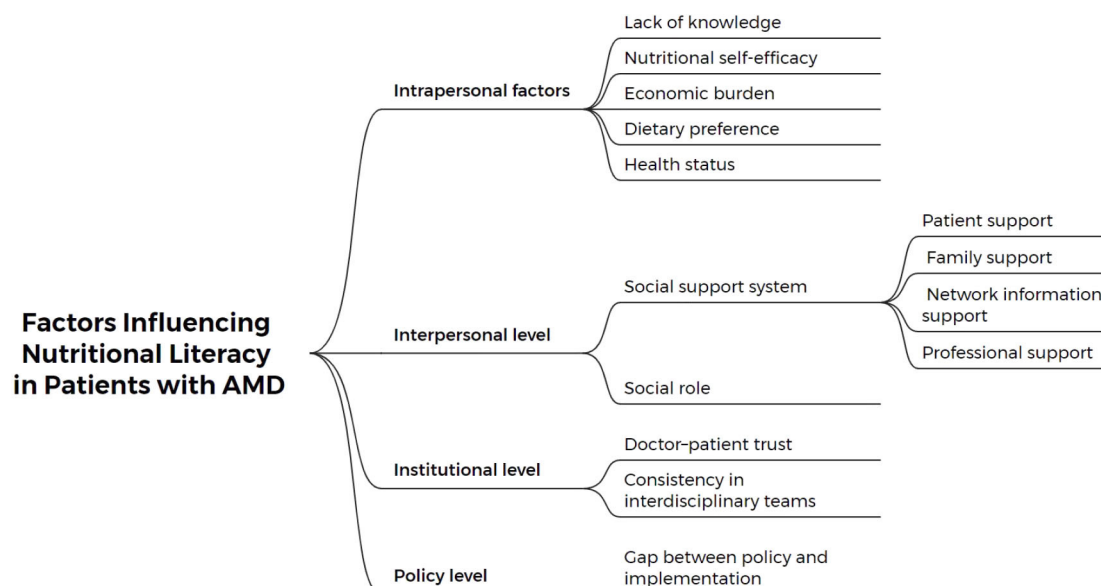 Factors Influencing
Nutritional Literacy
in Patients with AMD
Intrapersonal factors
Lack of knowledge
Nutritional self-efficacy
Economic burden
Dietary preference
Health status
Interpersonal level
Social support system
Patient support
Family support
Network information
support
Professional support
Social role
Institutional level
Doctor–patient trust
Consistency in
interdisciplinary teams
Policy level
Gap between policy and
implementation